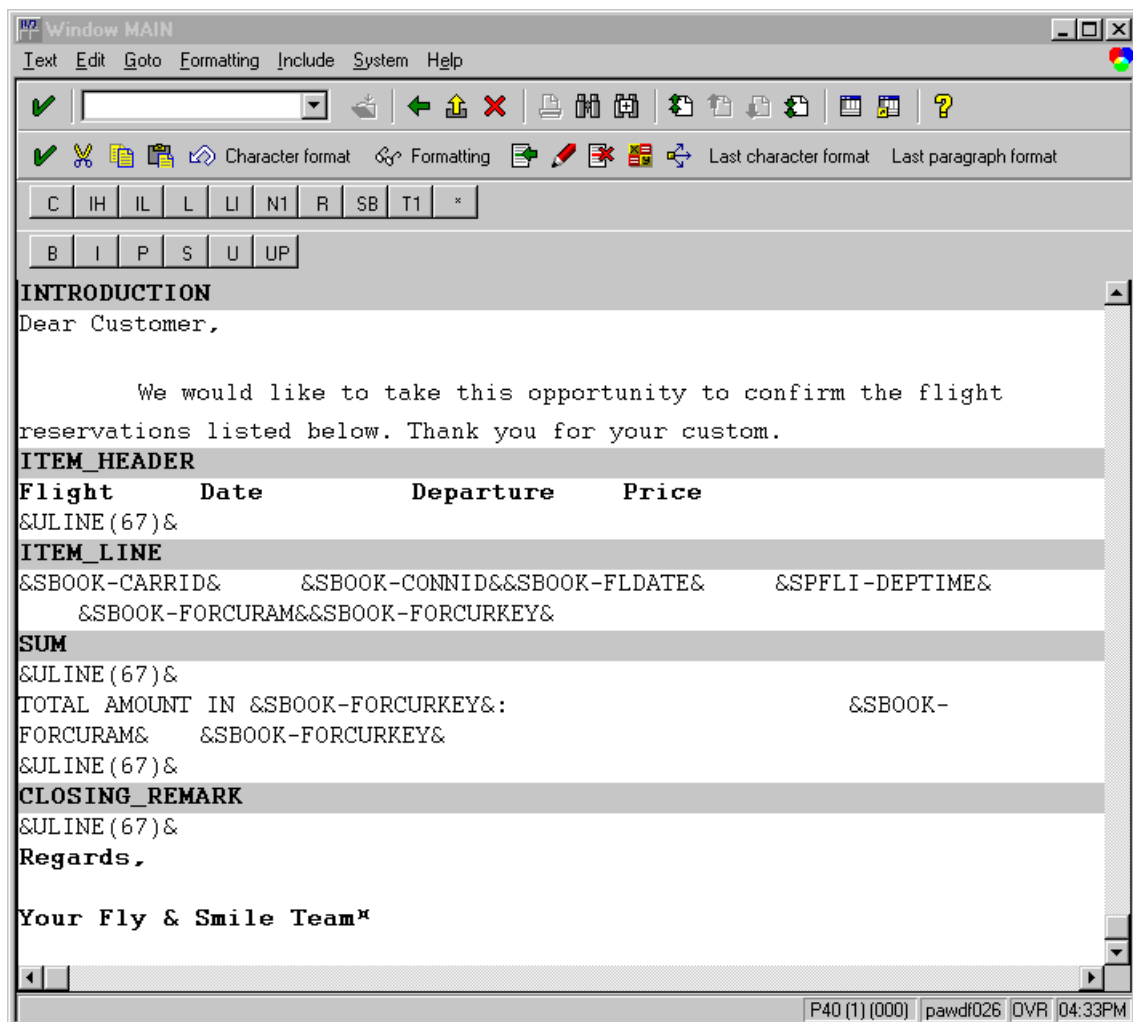 Window MAIN
Text Edit Goto Formatting Include System Help
Character format Formatting Last character format Last paragraph format
C IH IL L LI N1 R SB T1 *
B I P S U UP
INTRODUCTION
Dear Customer,
We would like to take this opportunity to confirm the flight
reservations listed below. Thank you for your custom.
ITEM_HEADER
Flight Date Departure Price
&ULINE(67)&
ITEM_LINE
&SBOOK-CARRID& &SBOOK-CONNID&&SBOOK-FLDATE& &SPFLI-DEPTIME&
&SBOOK-FORCURAM&&SBOOK-FORCURKEY&
SUM
&ULINE(67)&
TOTAL AMOUNT IN &SBOOK-FORCURKEY&: &SBOOK-
FORCURAM& &SBOOK-FORCURKEY&
&ULINE(67)&
CLOSING_REMARK
&ULINE(67)&
Regards,
Your Fly & Smile Team¤
P40 (1) (000) pawdf026 OVR 04:33PM